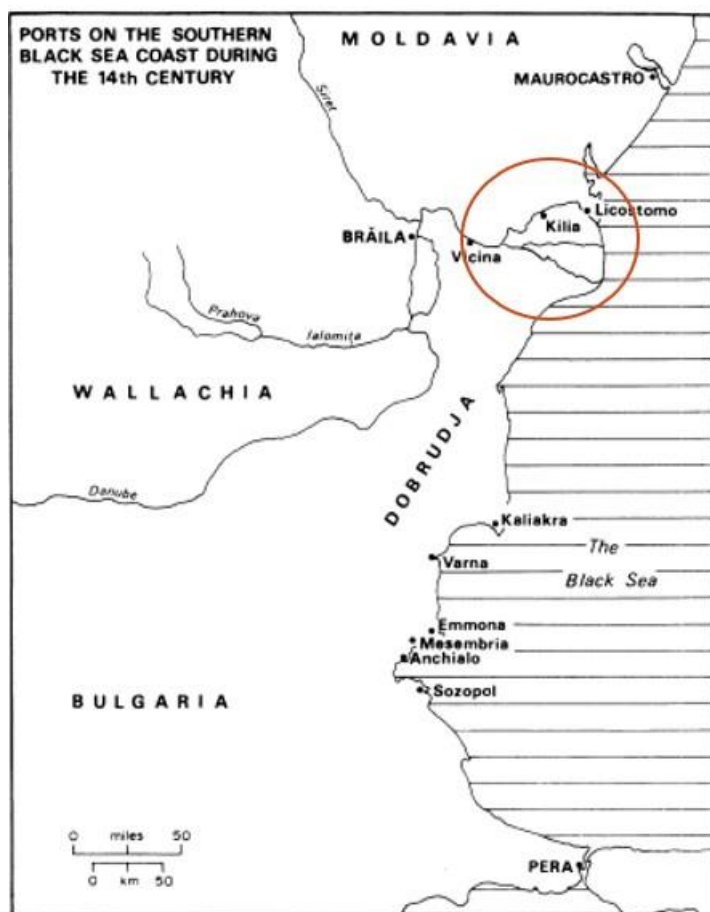 PORTS ON THE SOUTHERN
BLACK SEA COAST DURING
THE 14th CENTURY
MOLDAVIA
MAUROCASTRO
Siret
Licostomo
Kilia
BRĂILA
Vicina
Prahova
Ialomița
WALLACHIA
DOBRUDJA
Danube
Kaliakra
The
Black Sea
Varna
Emmona
Mesembria
Anchialo
Sozopol
BULGARIA
0 miles 50
0 km 50
PERA